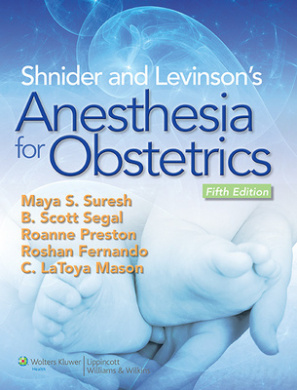 Shnider and Levinson's
Anesthesia
for Obstetrics
Fifth Edition
Maya S. Suresh
B. Scott Segal
Roanne Preston
Roshan Fernando
C. LaToya Mason
Wolters Kluwer
Health
Lippincott
Williams & Wilkins